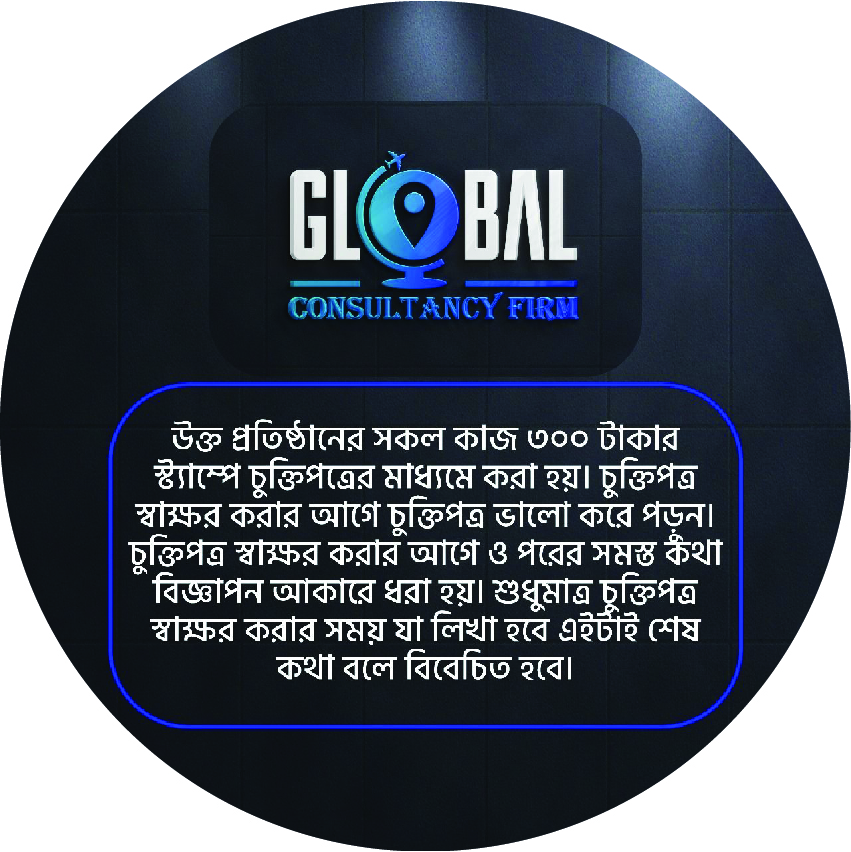 GLOBAL
CONSULTANCY FIRM
উক্ত প্রতিষ্ঠানের সকল কাজ ৩০০ টাকার
স্ট্যাম্পে চুক্তিপত্রের মাধ্যমে করা হয়। চুক্তিপত্র
স্বাক্ষর করার আগে চুক্তিপত্র ভালো করে পড়ুন।
চুক্তিপত্র স্বাক্ষর করার আগে ও পরের সমস্ত কথা
বিজ্ঞাপন আকারে ধরা হয়। শুধুমাত্র চুক্তিপত্র
স্বাক্ষর করার সময় যা লিখা হবে এইটাই শেষ
কথা বলে বিবেচিত হবে।